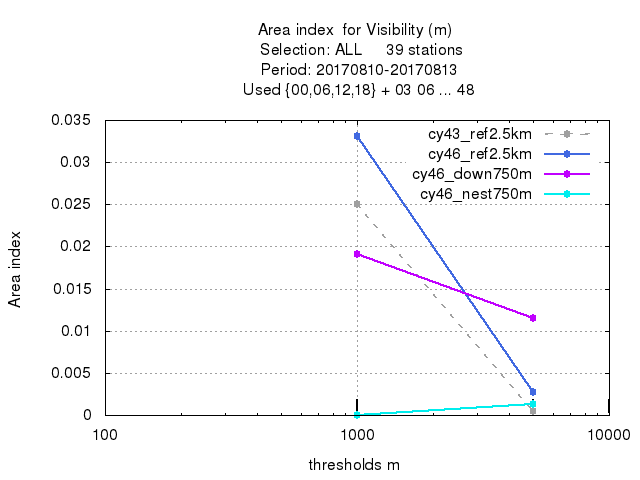 Area index for Visibility (m)
Selection: ALL 39 stations
Period: 20170810-20170813
Used {00,06,12,18} + 03 06 ... 48
0.035
0.03
0.025
0.02
0.015
0.01
0.005
0
Area index
cy43_ref2.5km
cy46_ref2.5km
cy46_down750m
cy46_nest750m
100
1000
10000
thresholds m